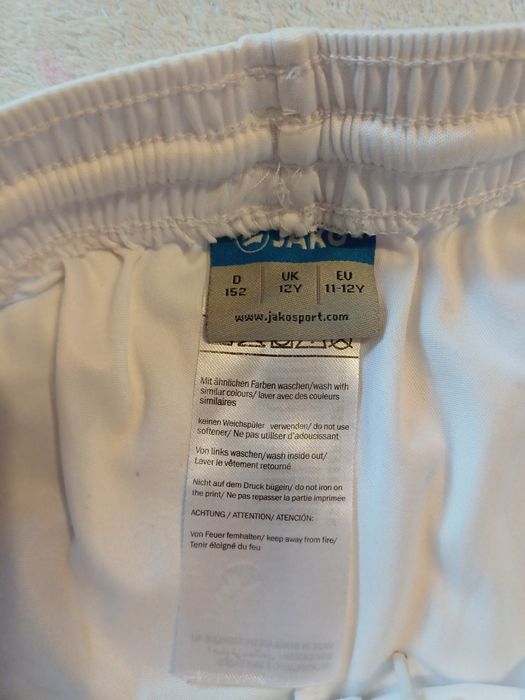 JAKO
D UK EU
152 12Y 11-12Y
www.jakosport.com
Mit ähnlichen Farben waschen/wash with
similar colours/ laver avec des couleurs
similaires
keinen Weichspüler verwenden/ do not use
softener/ Ne pas utiliser d'adoucissant
Von links waschen/wash inside out/
Laver le vêtement retourné
Nicht auf dem Druck bügeln/ do not iron on
the print/ Ne pas repasser la partie imprimée
ACHTUNG / ATTENTION/ ATENCIÓN:
Von Feuer fernhalten/ keep away from fire/
Tenir éloigné du feu